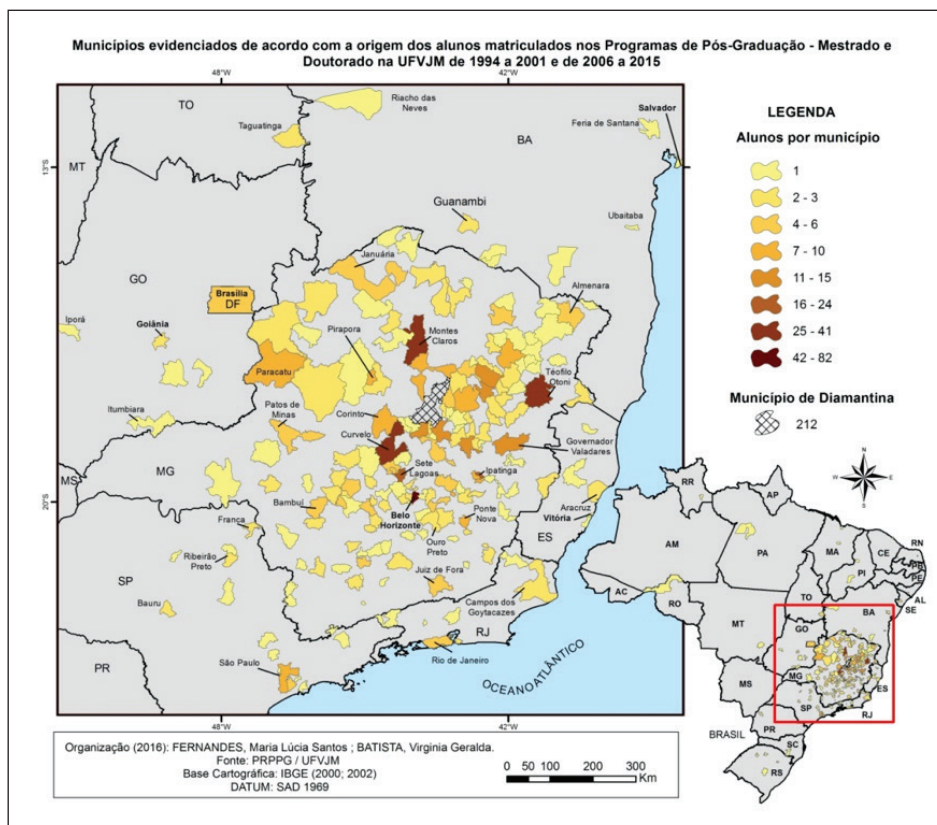 Municípios evidenciados de acordo com a origem dos alunos matriculados nos Programas de Pós-Graduação - Mestrado e
Doutorado na UFVJM de 1994 a 2001 e de 2006 a 2015
48°W
42°W
TO
Riacho das
Neves
Salvador
Taguatinga
Feria de Santana
BA
MT
13°S
Guanambi
Ubaitaba
Januária
GO
Almenara
Brasília
DF
Iporá
Goiânia
Pirapora
Montes
Claros
Paracatu
Téofilo
Otoni
Patos de
Minas
Corinto
Itumbiara
Curvelo
Governador
Valadares
MG
Sete
Lagoas
Ipatinga
MS
20°S
Bambuí
Belo
Horizonte
Ponte
Nova
Aracruz
Vitória
Franca
Ouro
Preto
ES
Ribeirão
Preto
Juiz de Fora
SP
Bauru
Campos dos
Goytacazes
RJ
PR
São Paulo
Rio de Janeiro
OCEANO ATLÂNTICO
48°W
42°W
LEGENDA
Alunos por município
1
2 - 3
4 - 6
7 - 10
11 - 15
16 - 24
25 - 41
42 - 82
Município de Diamantina
212
N
W
E
S
RR
AP
AM
PA
MA
CE
RN
PB
PE
PI
AL
SE
AC
RO
TO
BA
MT
GO
MG
ES
MS
SP
RJ
BRASIL
PR
SC
RS
Organização (2016): FERNANDES, Maria Lúcia Santos ; BATISTA, Virginia Geralda.
Fonte: PRPPG / UFVJM
Base Cartográfica: IBGE (2000; 2002)
DATUM: SAD 1969
0 50 100 200 300
Km